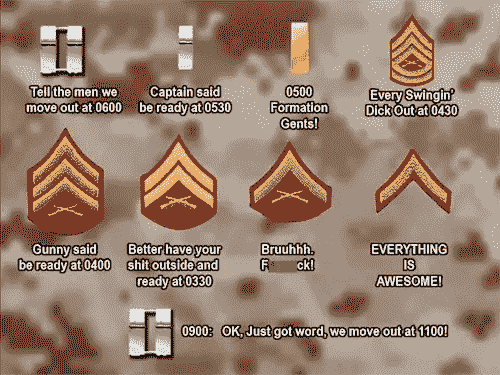 Tell the men we
move out at 0600
Captain said
be ready at 0530
0500
Formation
Gents!
Every Swingin'
Dick Out at 0430
Gunny said
be ready at 0400
Better have your
shit outside and
ready at 0330
Bruuhhh.
F ck!
EVERYTHING
IS
AWESOME!
0900: OK, Just got word, we move out at 1100!